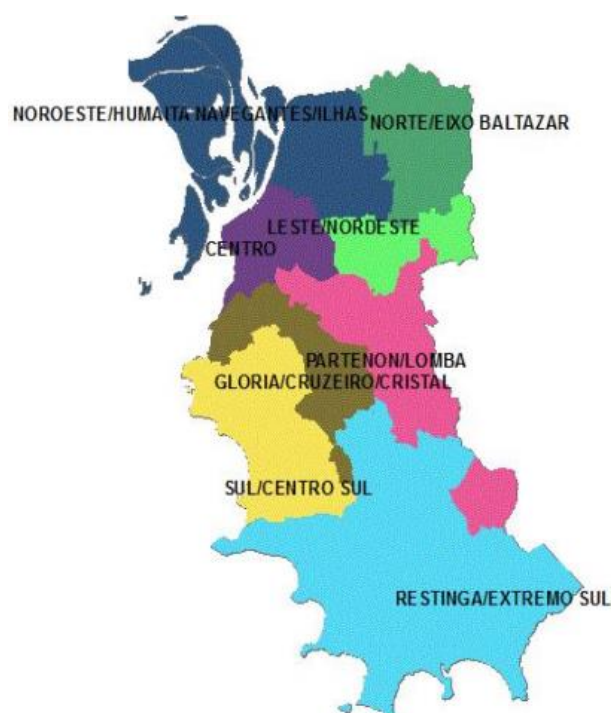 NOROESTE/HUMAITA NAVEGANTES/ILHAS
NORTE/EIXO BALTAZAR
LESTE/NORDESTE
CENTRO
PARTENON/LOMBA
GLORIA/CRUZEIRO/CRISTAL
SUL/CENTRO SUL
RESTINGA/EXTREMO SUL